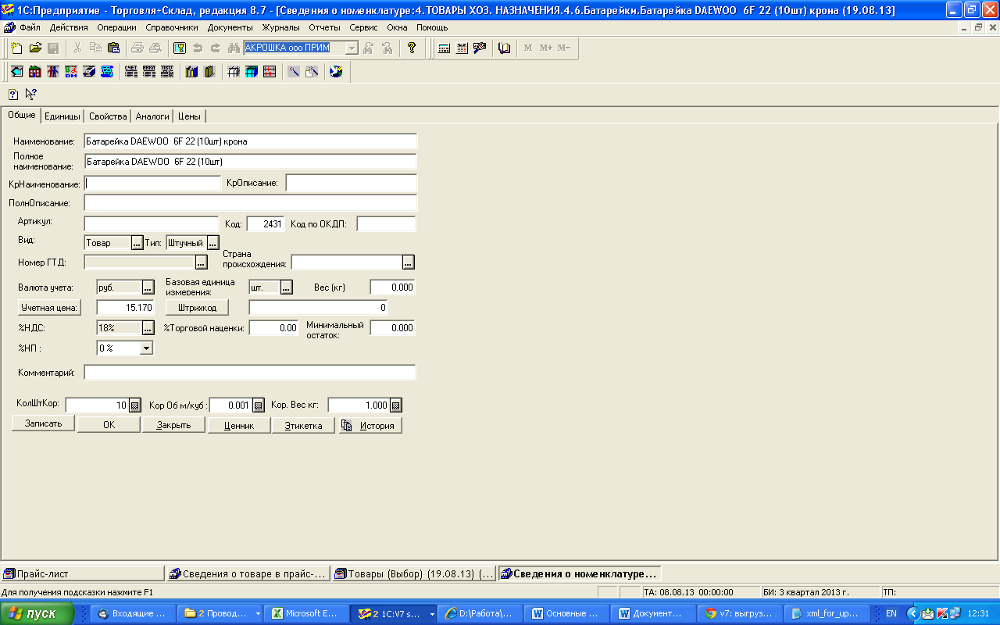 1С:Предприятие - Торговля+Склад, редакция 8.7 - [Сведения о номенклатуре:4.ТОВАРЫ ХОЗ. НАЗНАЧЕНИЯ.4.6.Батарейки.Батарейка DAEWOO 6F 22 (10шт) крона (19.08.13)]
Файл Действия Операции Справочники Документы Журналы Отчеты Сервис Окна Помощь
АКРОШКА ооо ПРИМ M M+ M−
Общие Единицы Свойства Аналоги Цены
Наименование: Батарейка DAEWOO 6F 22 (10шт) крона
Полное наименование: Батарейка DAEWOO 6F 22 (10шт)
КрНаименование: КрОписание:
ПолнОписание:
Артикул: Код: 2431 Код по ОКДП:
Вид: Товар ... Тип: Штучный ...
Номер ГТД: ... Страна происхождения: ...
Валюта учета: руб. ... Базовая единица измерения: шт. ... Вес (кг) 0.000
Учетная цена: 15.170 Штрихкод 0
%НДС: 18% ... %Торговой наценки: 0.00 Минимальный остаток: 0.000
%НП : 0 %
Комментарий:
КолШтКор: 10 Кор Об м/куб : 0.001 Кор. Вес кг: 1.000
Записать OK Закрыть Ценник Этикетка История
Прайс-лист Сведения о товаре в прайс-... Товары (Выбор) (19.08.13) (... Сведения о номенклатуре...
Для получения подсказки нажмите F1 ТА: 08.08.13 00:00:00 БИ: 3 квартал 2013 г. ТП:
пуск Входящие ... 2 Провод... Microsoft E... 2 1C:V7 s... D:\Работа\... Основные ... Документ... v7: выгруз... xml_for_up... EN 12:31